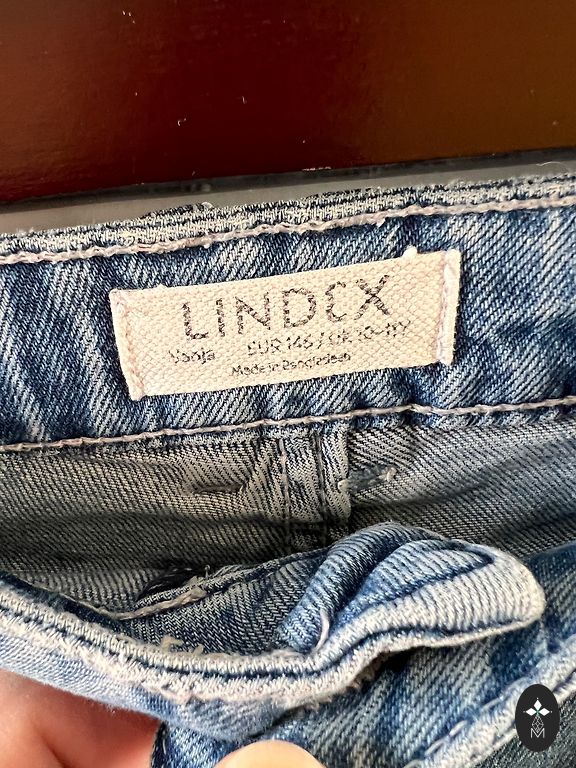 LINDEX
Vanja EUR 146 / UK 10-11Y
Made in Bangladesh
M